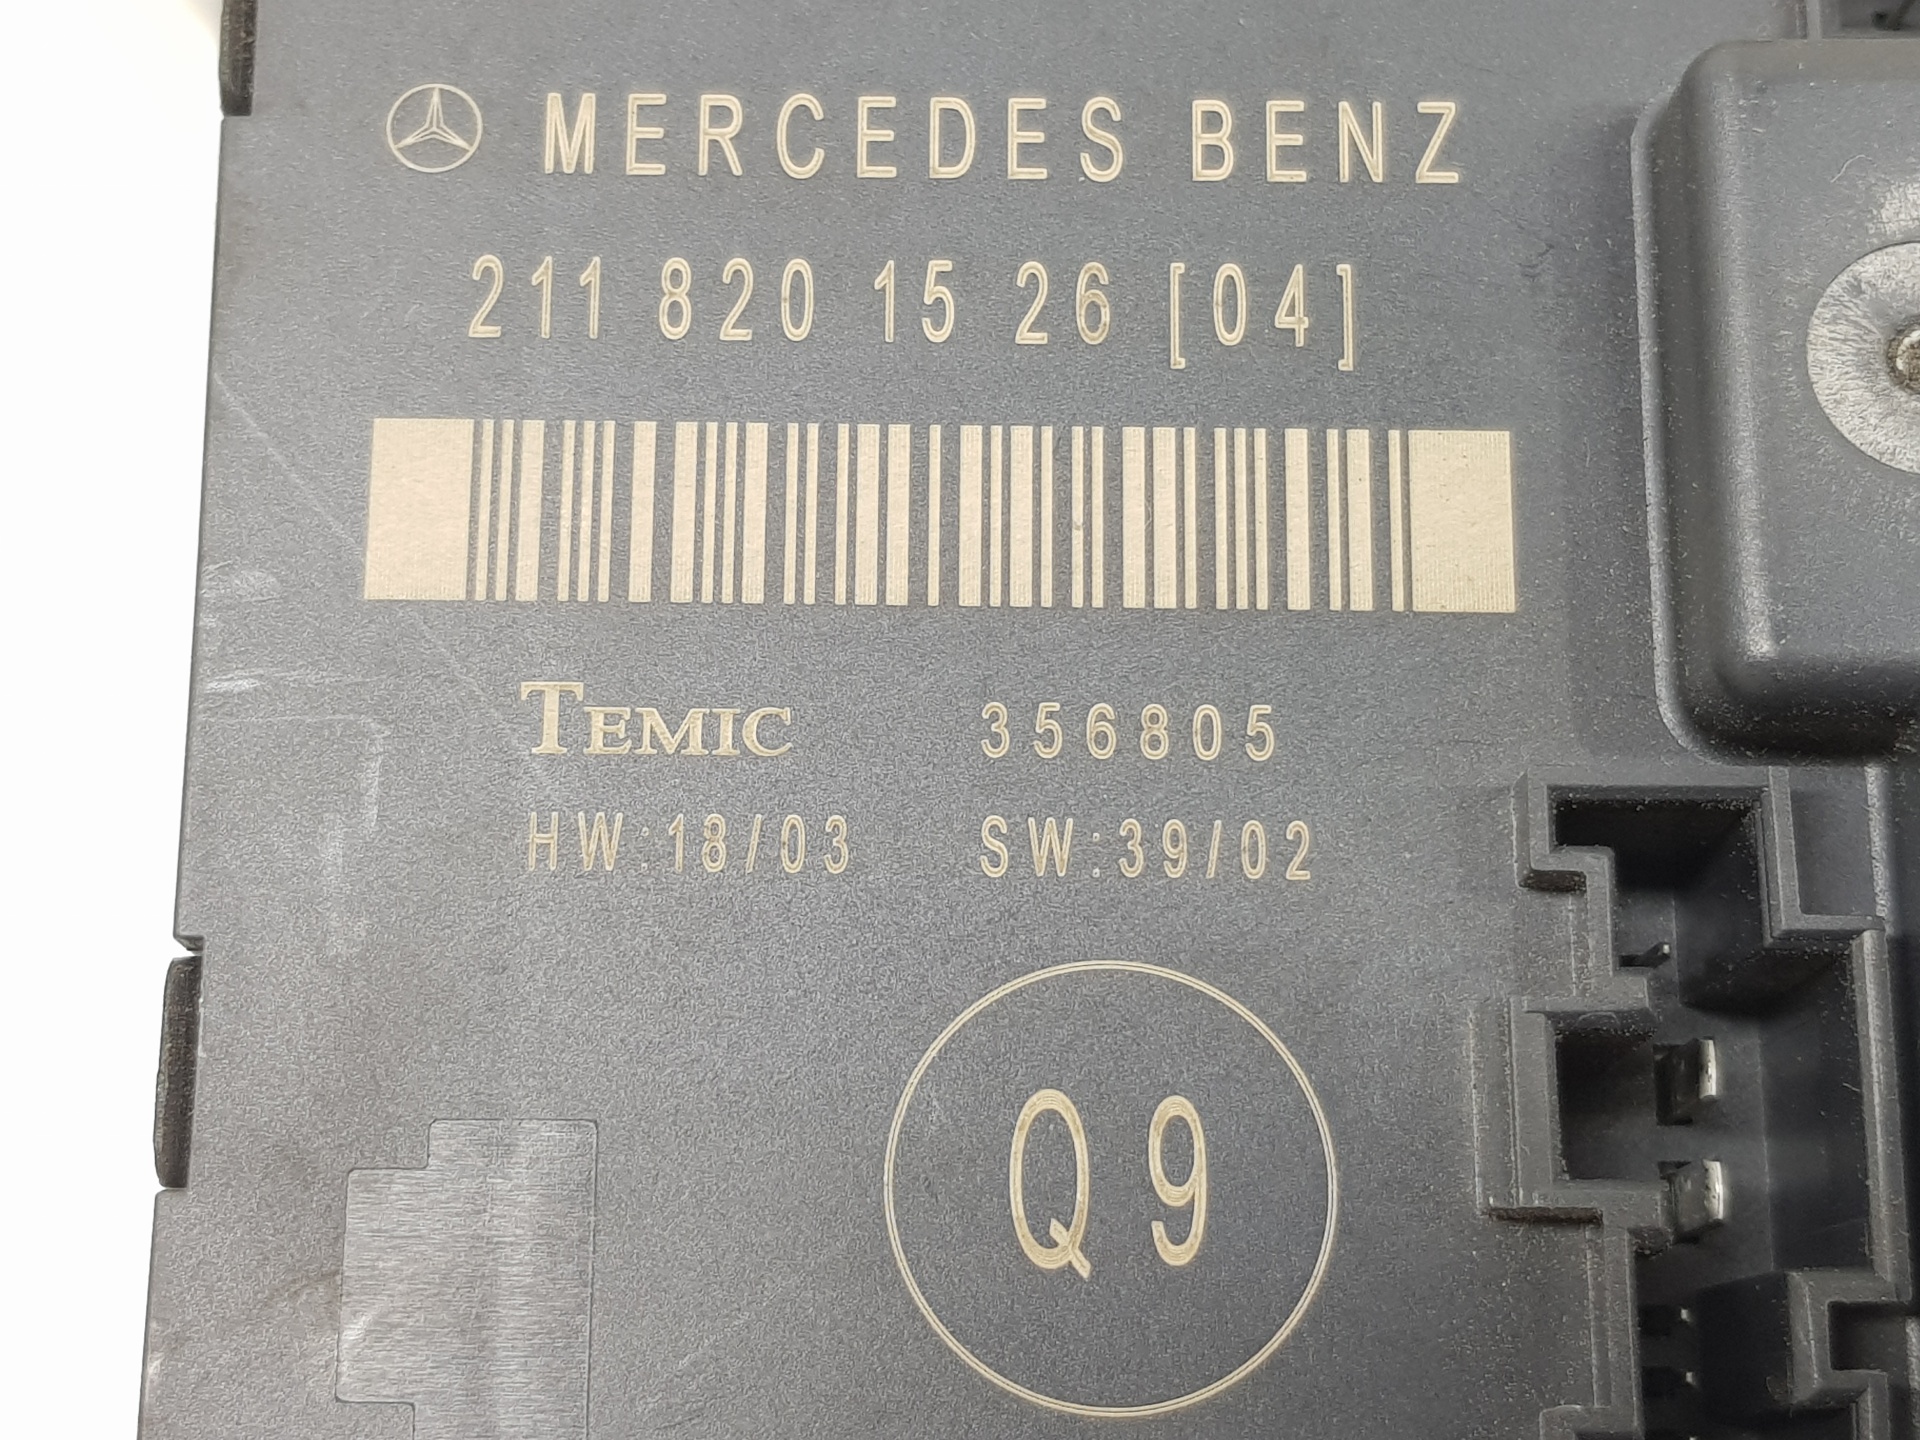 MERCEDES BENZ
211 820 15 26 [04]
TEMIC 356805
HW:18/03 SW:39/02
Q9